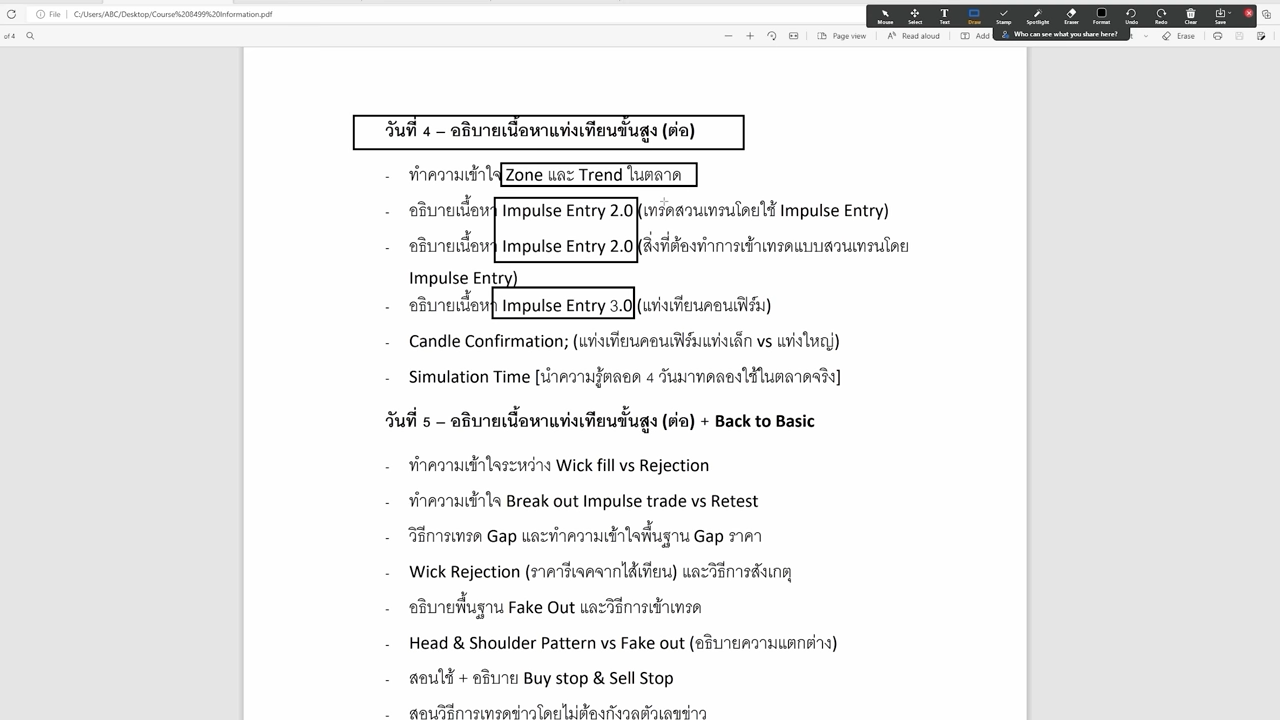 File
C:/Users/ABC/Desktop/Course%208499%20Information.pdf
Mouse Select Text Draw Stamp Spotlight Eraser Format Undo Redo Clear Save
Who can see what you share here?
of 4
Page view
Read aloud
Add
Erase
วันที่ 4 – อธิบายเนื้อหาแท่งเทียนขั้นสูง (ต่อ)
- ทำความเข้าใจ Zone และ Trend ในตลาด
- อธิบายเนื้อหา Impulse Entry 2.0 (เทรดสวนเทรนโดยใช้ Impulse Entry)
- อธิบายเนื้อหา Impulse Entry 2.0 (สิ่งที่ต้องทำการเข้าเทรดแบบสวนเทรนโดย
Impulse Entry)
- อธิบายเนื้อหา Impulse Entry 3.0 (แท่งเทียนคอนเฟิร์ม)
- Candle Confirmation; (แท่งเทียนคอนเฟิร์มแท่งเล็ก vs แท่งใหญ่)
- Simulation Time [นำความรู้ตลอด 4 วันมาทดลองใช้ในตลาดจริง]
วันที่ 5 – อธิบายเนื้อหาแท่งเทียนขั้นสูง (ต่อ) + Back to Basic
- ทำความเข้าใจระหว่าง Wick fill vs Rejection
- ทำความเข้าใจ Break out Impulse trade vs Retest
- วิธีการเทรด Gap และทำความเข้าใจพื้นฐาน Gap ราคา
- Wick Rejection (ราคารีเจคจากไส้เทียน) และวิธีการสังเกตุ
- อธิบายพื้นฐาน Fake Out และวิธีการเข้าเทรด
- Head & Shoulder Pattern vs Fake out (อธิบายความแตกต่าง)
- สอนใช้ + อธิบาย Buy stop & Sell Stop
- สอนวิธีการเทรดข่าวโดยไม่ต้องกังวลตัวเลขข่าว